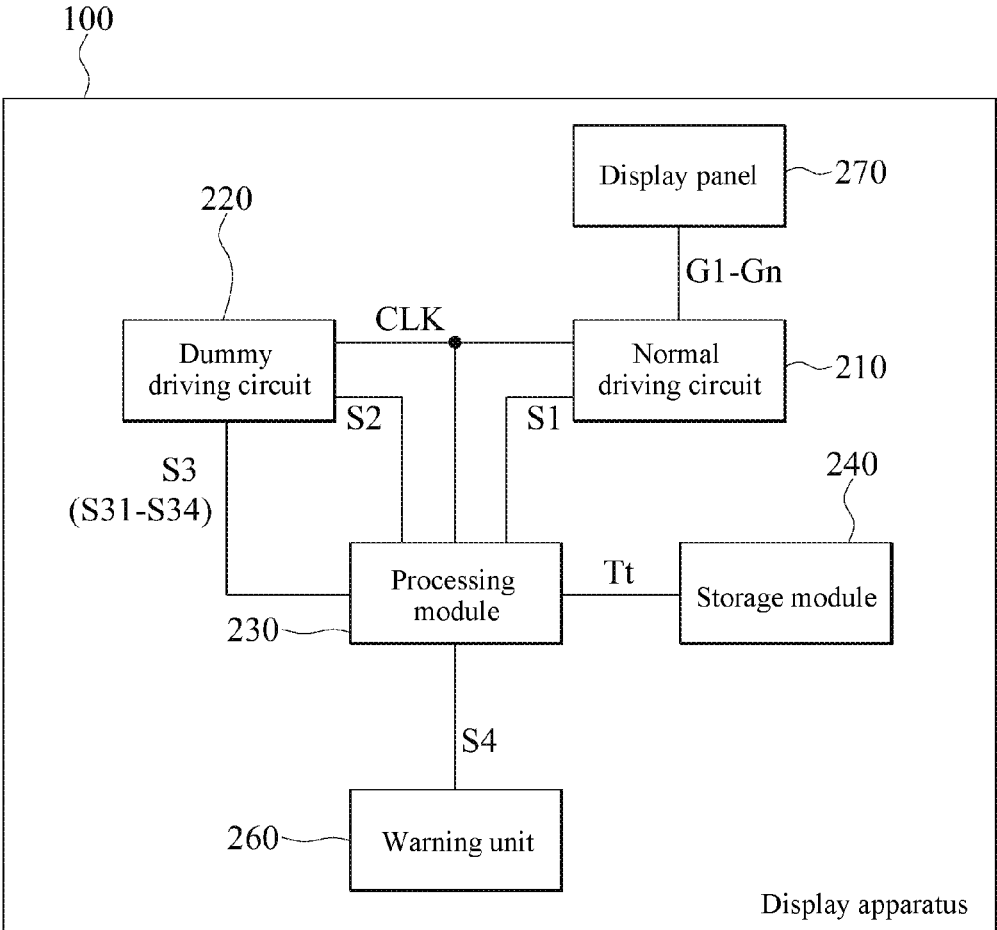 100
Display panel
270
220
G1-Gn
CLK
Dummy
driving circuit
Normal
driving circuit
210
S2
S1
S3
(S31-S34)
240
Processing
module
Tt
Storage module
230
S4
260
Warning unit
Display apparatus